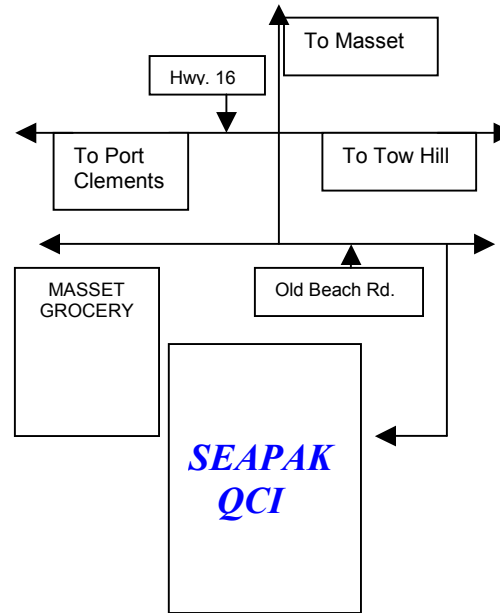 To Masset
Hwy. 16
To Port
Clements
To Tow Hill
MASSET
GROCERY
Old Beach Rd.
SEAPAK
QCI